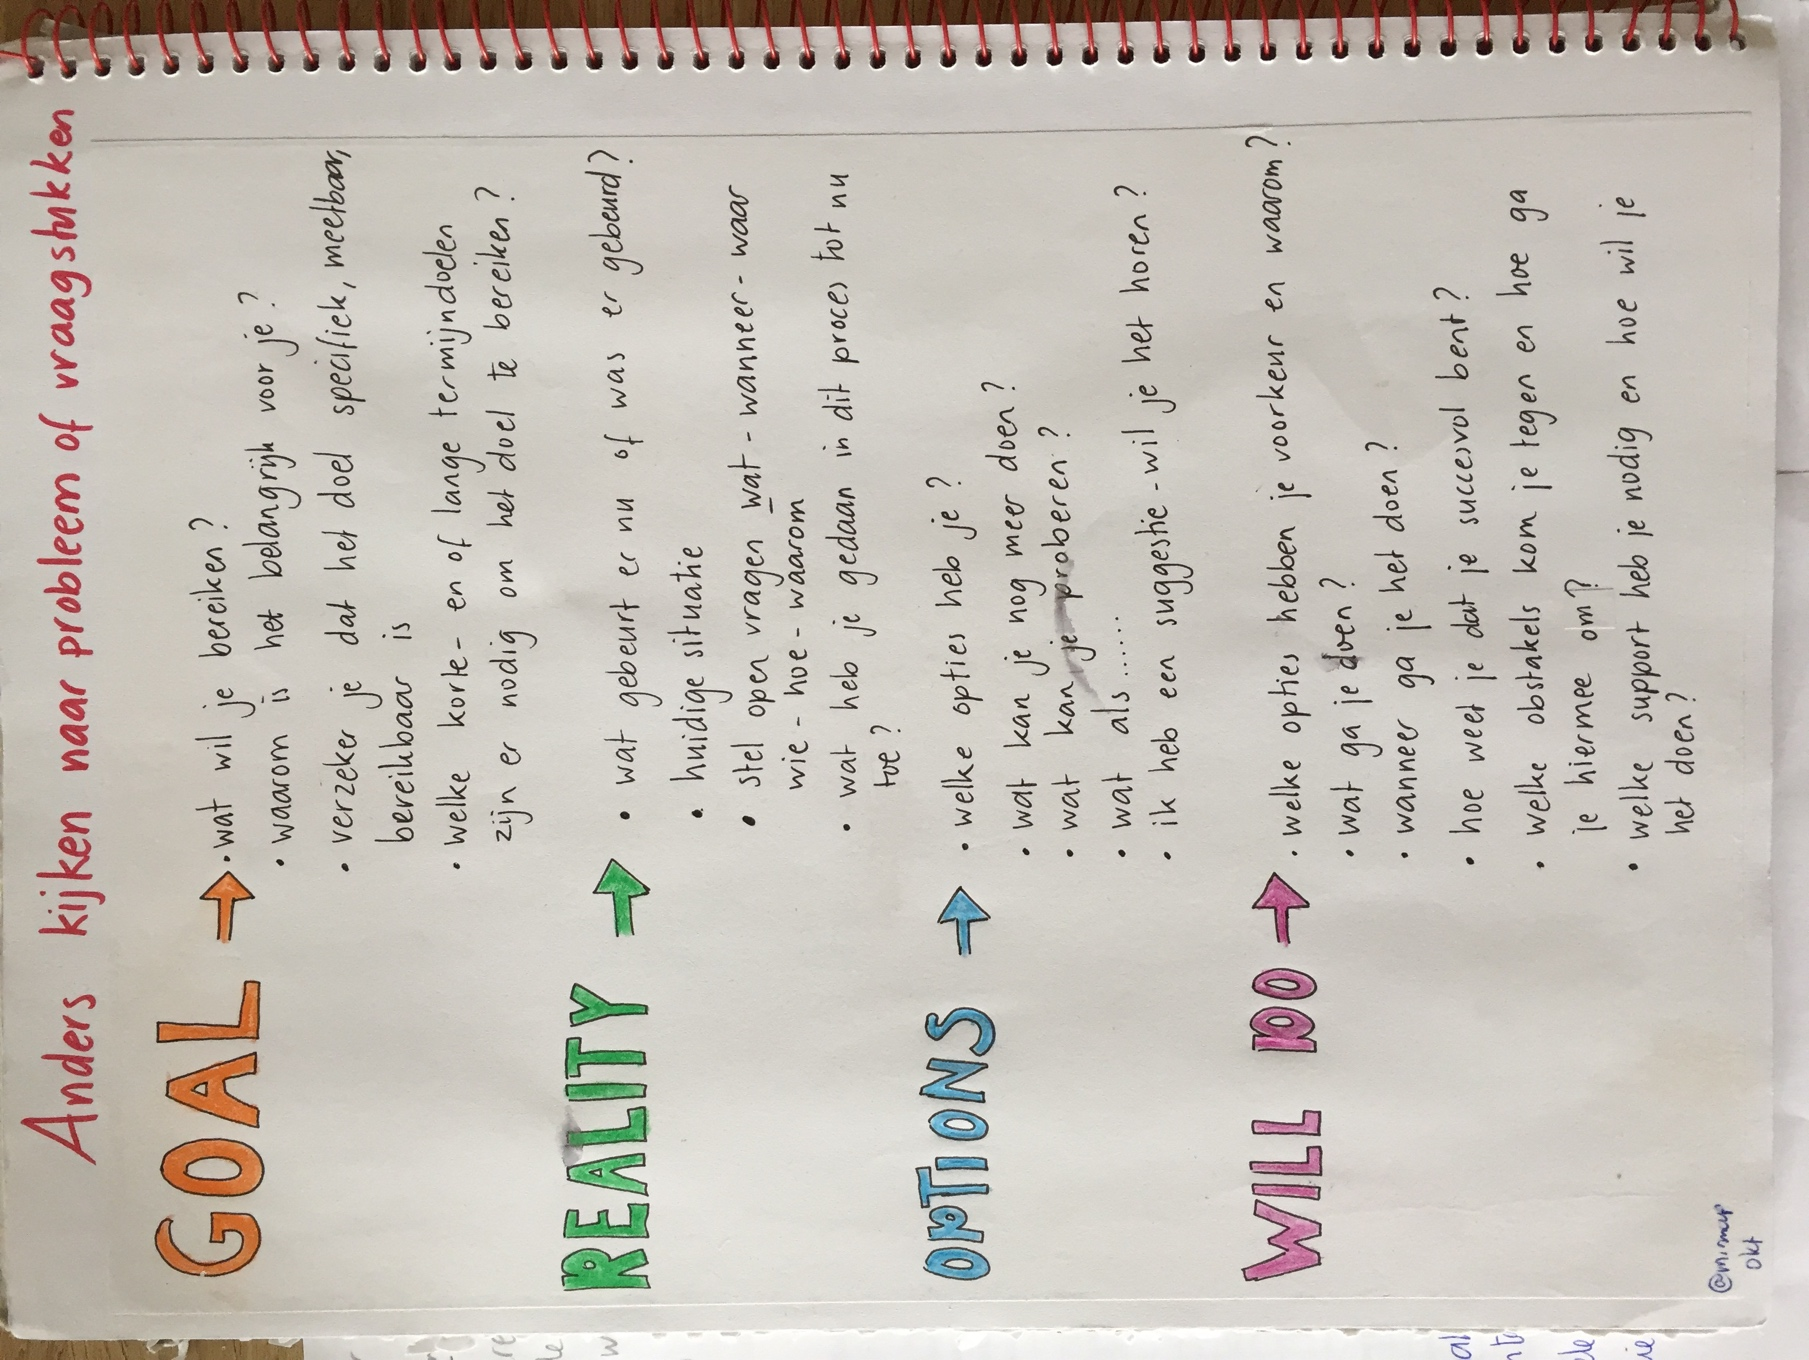 Anders kijken naar probleem of vraagstukken
GOAL → • wat wil je bereiken?
• waarom is het belangrijk voor je?
• verzeker je dat het doel specifiek, meetbaar,
bereikbaar is
• welke korte- en of lange termijndoelen
zijn er nodig om het doel te bereiken?
REALITY → • wat gebeurt er nu of was er gebeurd?
• huidige situatie
• stel open vragen wat - wanneer - waar
wie - hoe - waarom
• wat heb je gedaan in dit proces tot nu
toe?
OPTIONS → • welke opties heb je?
• wat kan je nog meer doen?
• wat kan je proberen?
• wat als......
• ik heb een suggestie - wil je het horen?
WILL DO → • welke opties hebben je voorkeur en waarom?
• wat ga je doen?
• wanneer ga je het doen?
• hoe weet je dat je succesvol bent?
• welke obstakels kom je tegen en hoe ga
je hiermee om?
• welke support heb je nodig en hoe wil je
het doen?
okt